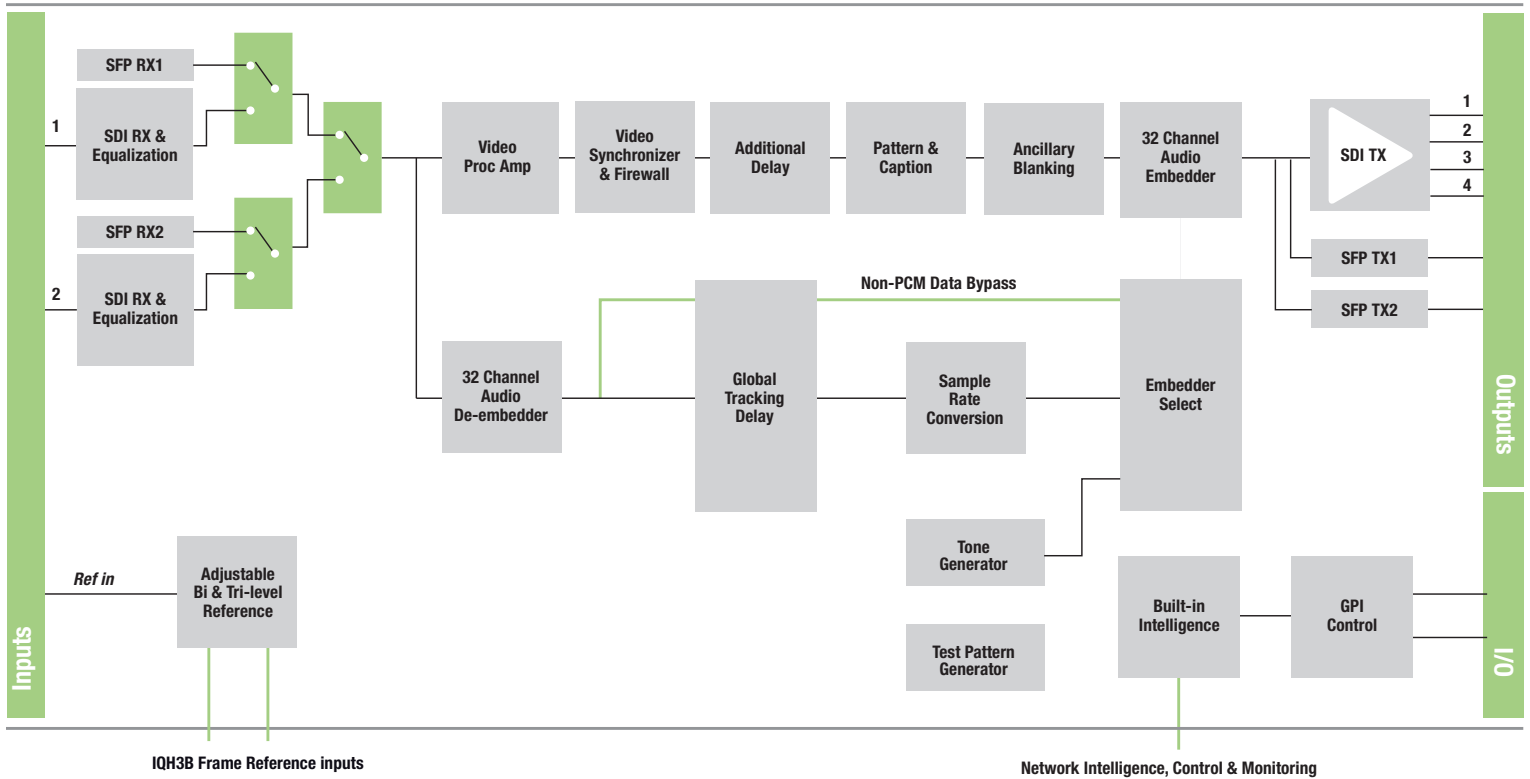 Inputs
1
SFP RX1
SDI RX &
Equalization
2
SFP RX2
SDI RX &
Equalization
Video
Proc Amp
Video
Synchronizer
& Firewall
Additional
Delay
Pattern &
Caption
Ancillary
Blanking
32 Channel
Audio
Embedder
SDI TX
1
2
3
4
SFP TX1
SFP TX2
Outputs
Non-PCM Data Bypass
32 Channel
Audio
De-embedder
Global
Tracking
Delay
Sample
Rate
Conversion
Embedder
Select
Tone
Generator
Test Pattern
Generator
Ref in
Adjustable
Bi & Tri-level
Reference
Built-in
Intelligence
GPI
Control
I/O
IQH3B Frame Reference inputs
Network Intelligence, Control & Monitoring